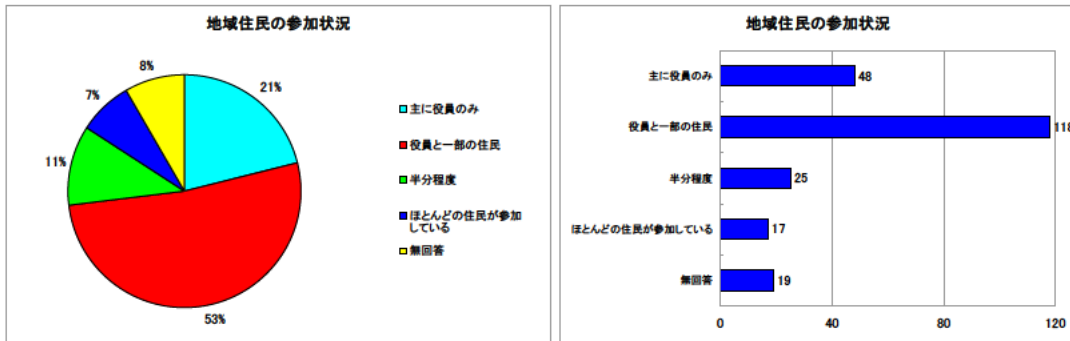 地域住民の参加状況
8%
21%
7%
11%
53%
主に役員のみ
役員と一部の住民
半分程度
ほとんどの住民が参加
している
無回答
地域住民の参加状況
主に役員のみ
48
役員と一部の住民
118
半分程度
25
ほとんどの住民が参加している
17
無回答
19
0 40 80 120